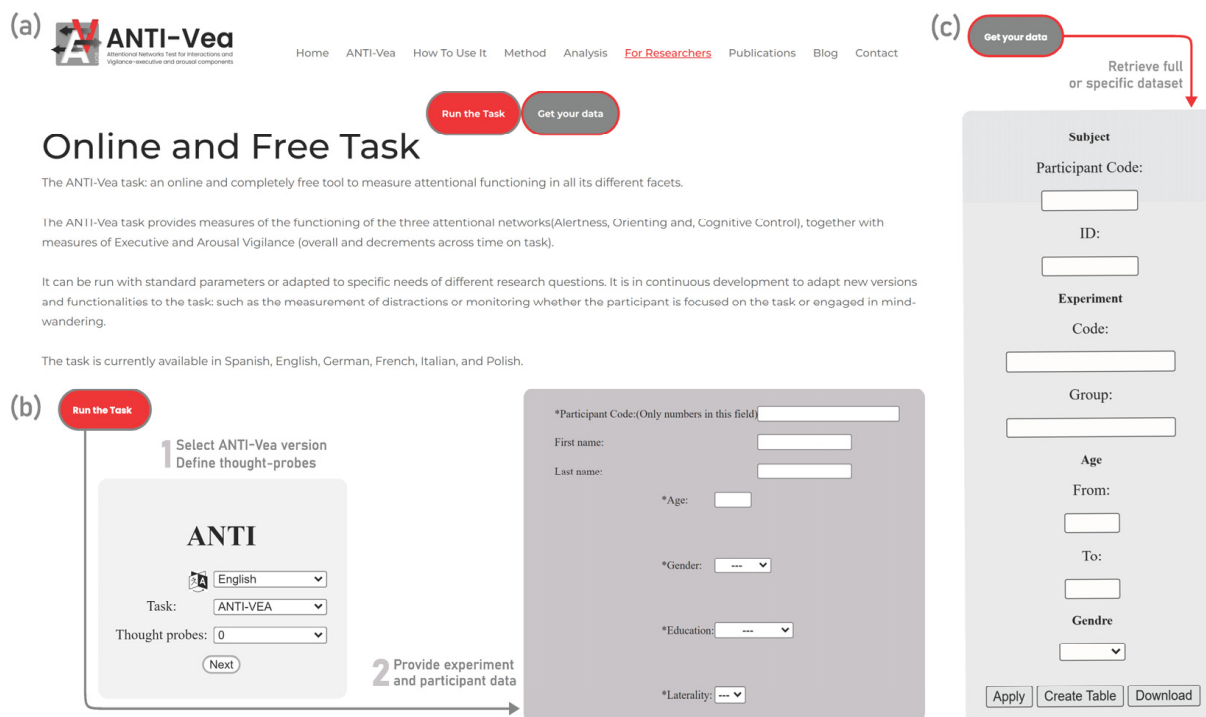 (a)
ANTI-Vea
Attentional Networks Test for Interactions and
Vigilance-executive and arousal components
Home ANTI-Vea How To Use It Method Analysis For Researchers Publications Blog Contact
Run the Task Get your data
Online and Free Task
The ANTI-Vea task: an online and completely free tool to measure attentional functioning in all its different facets.
The ANTI-Vea task provides measures of the functioning of the three attentional networks(Alertness, Orienting and, Cognitive Control), together with
measures of Executive and Arousal Vigilance (overall and decrements across time on task).
It can be run with standard parameters or adapted to specific needs of different research questions. It is in continuous development to adapt new versions
and functionalities to the task: such as the measurement of distractions or monitoring whether the participant is focused on the task or engaged in mind-
wandering.
The task is currently available in Spanish, English, German, French, Italian, and Polish.
(b)
Run the Task
1 Select ANTI-Vea version
Define thought-probes
ANTI
English
Task: ANTI-VEA
Thought probes: 0
Next
2 Provide experiment
and participant data
*Participant Code:(Only numbers in this field)
First name:
Last name:
*Age:
*Gender: ---
*Education: ---
*Laterality: ---
(c)
Get your data
Retrieve full
or specific dataset
Subject
Participant Code:
ID:
Experiment
Code:
Group:
Age
From:
To:
Gendre
Apply Create Table Download